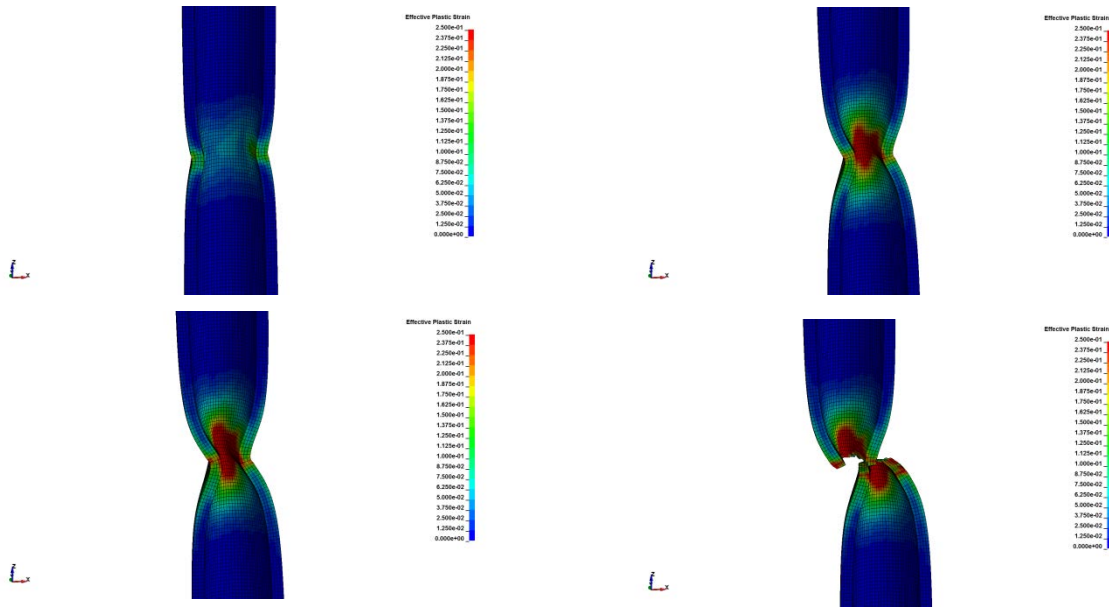 Effective Plastic Strain
2.500e-01
2.375e-01
2.250e-01
2.125e-01
2.000e-01
1.875e-01
1.750e-01
1.625e-01
1.500e-01
1.375e-01
1.250e-01
1.125e-01
1.000e-01
8.750e-02
7.500e-02
6.250e-02
5.000e-02
3.750e-02
2.500e-02
1.250e-02
0.000e+00
Z
X
Effective Plastic Strain
2.500e-01
2.375e-01
2.250e-01
2.125e-01
2.000e-01
1.875e-01
1.750e-01
1.625e-01
1.500e-01
1.375e-01
1.250e-01
1.125e-01
1.000e-01
8.750e-02
7.500e-02
6.250e-02
5.000e-02
3.750e-02
2.500e-02
1.250e-02
0.000e+00
Z
X
Effective Plastic Strain
2.500e-01
2.375e-01
2.250e-01
2.125e-01
2.000e-01
1.875e-01
1.750e-01
1.625e-01
1.500e-01
1.375e-01
1.250e-01
1.125e-01
1.000e-01
8.750e-02
7.500e-02
6.250e-02
5.000e-02
3.750e-02
2.500e-02
1.250e-02
0.000e+00
Z
X
Effective Plastic Strain
2.500e-01
2.375e-01
2.250e-01
2.125e-01
2.000e-01
1.875e-01
1.750e-01
1.625e-01
1.500e-01
1.375e-01
1.250e-01
1.125e-01
1.000e-01
8.750e-02
7.500e-02
6.250e-02
5.000e-02
3.750e-02
2.500e-02
1.250e-02
0.000e+00
Z
X